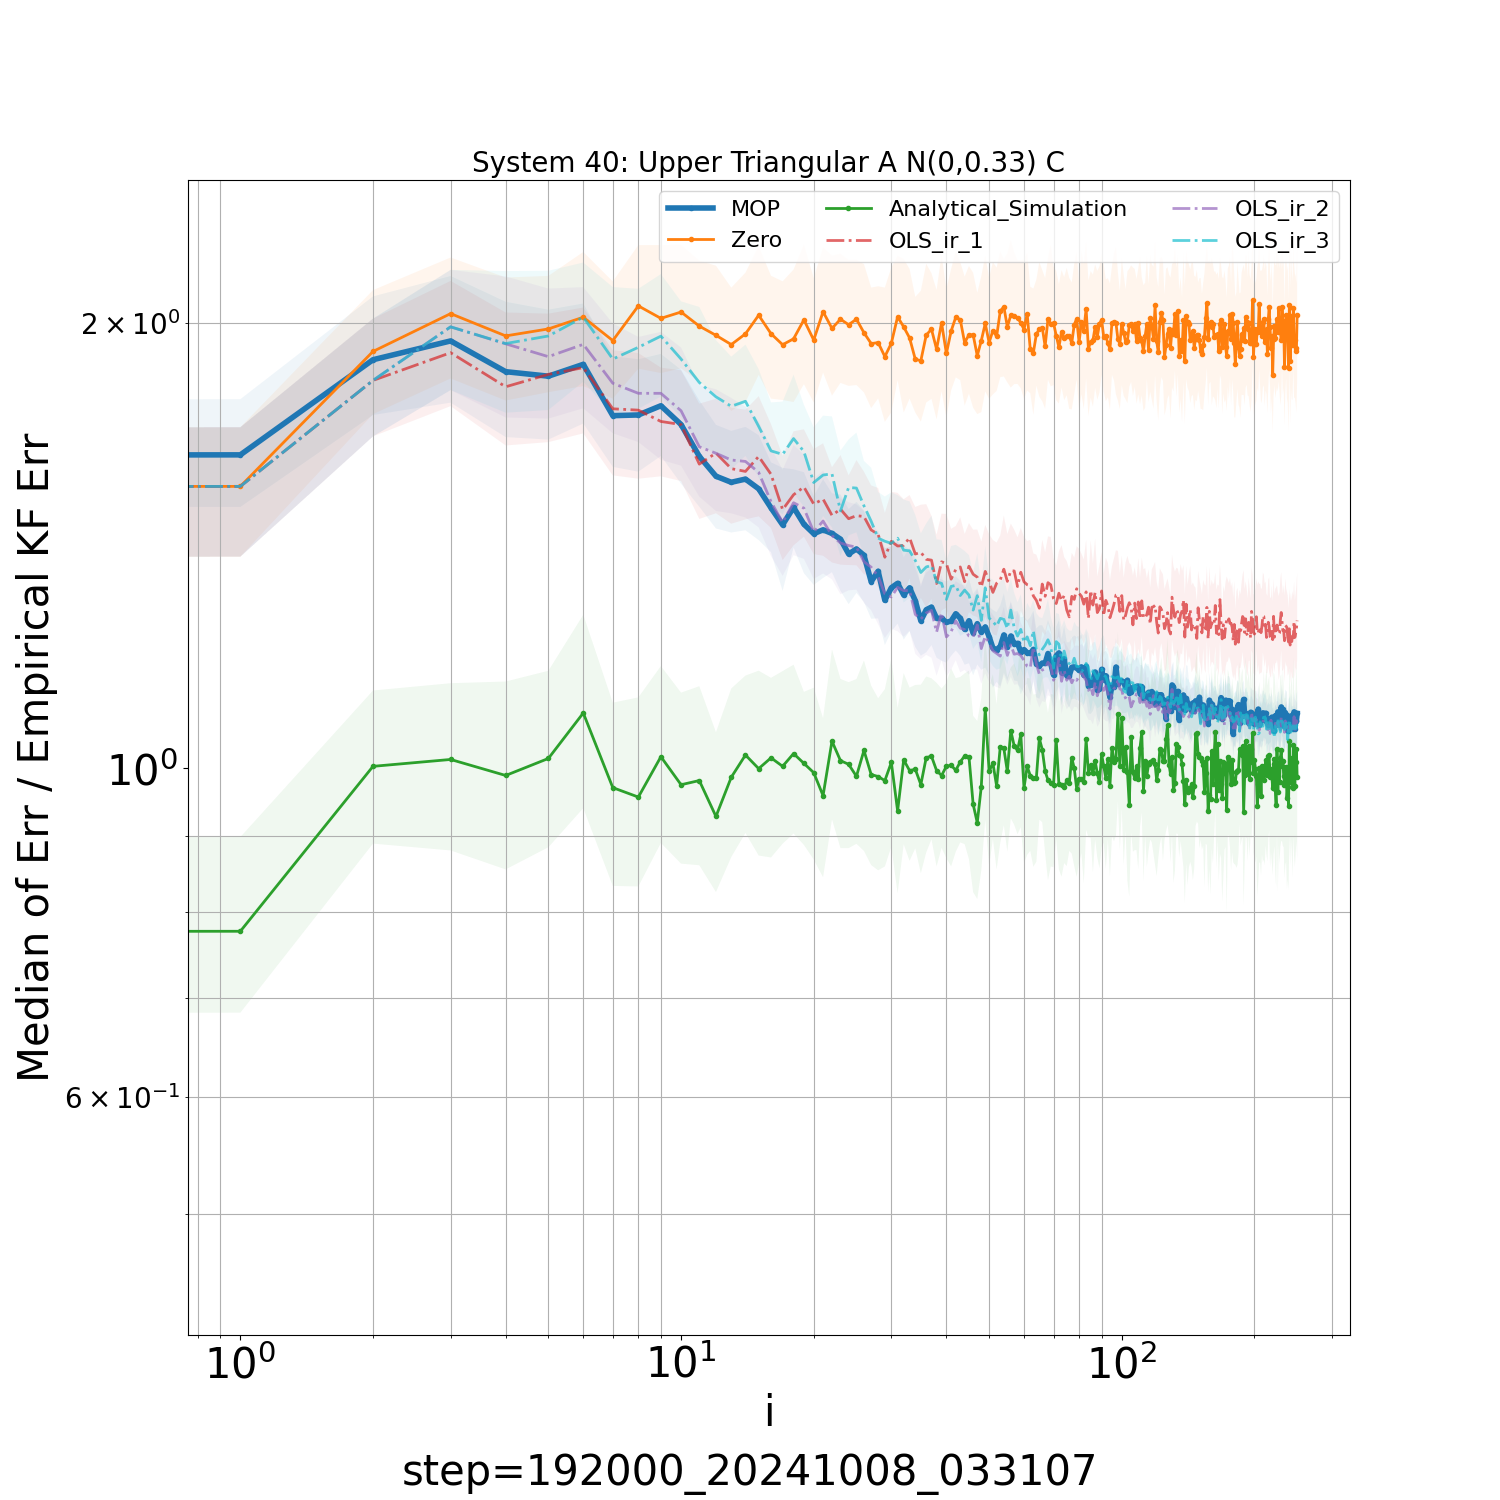 System 40: Upper Triangular A N(0,0.33) C
MOP
Zero
Analytical_Simulation
OLS_ir_1
OLS_ir_2
OLS_ir_3
Median of Err / Empirical KF Err
2 × 10⁰
10⁰
6 × 10⁻¹
10⁰
10¹
10²
i
step=192000_20241008_033107